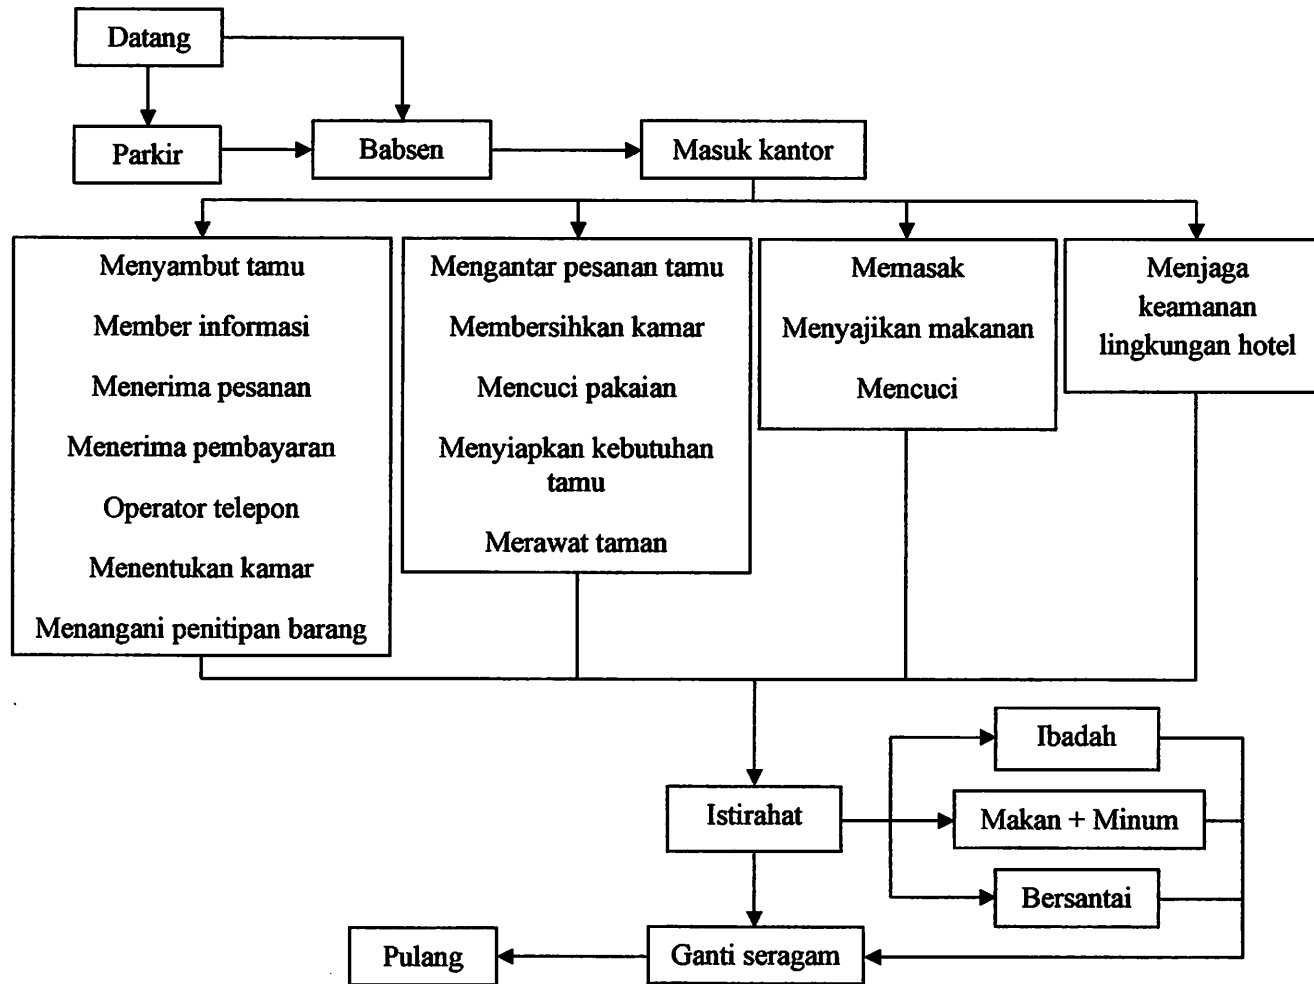 Datang
Parkir
Babsen
Masuk kantor
Menyambut tamu
Member informasi
Menerima pesanan
Menerima pembayaran
Operator telepon
Menentukan kamar
Menangani penitipan barang
Mengantar pesanan tamu
Membersihkan kamar
Mencuci pakaian
Menyiapkan kebutuhan
tamu
Merawat taman
Memasak
Menyajikan makanan
Mencuci
Menjaga
keamanan
lingkungan hotel
Istirahat
Ibadah
Makan + Minum
Bersantai
Ganti seragam
Pulang